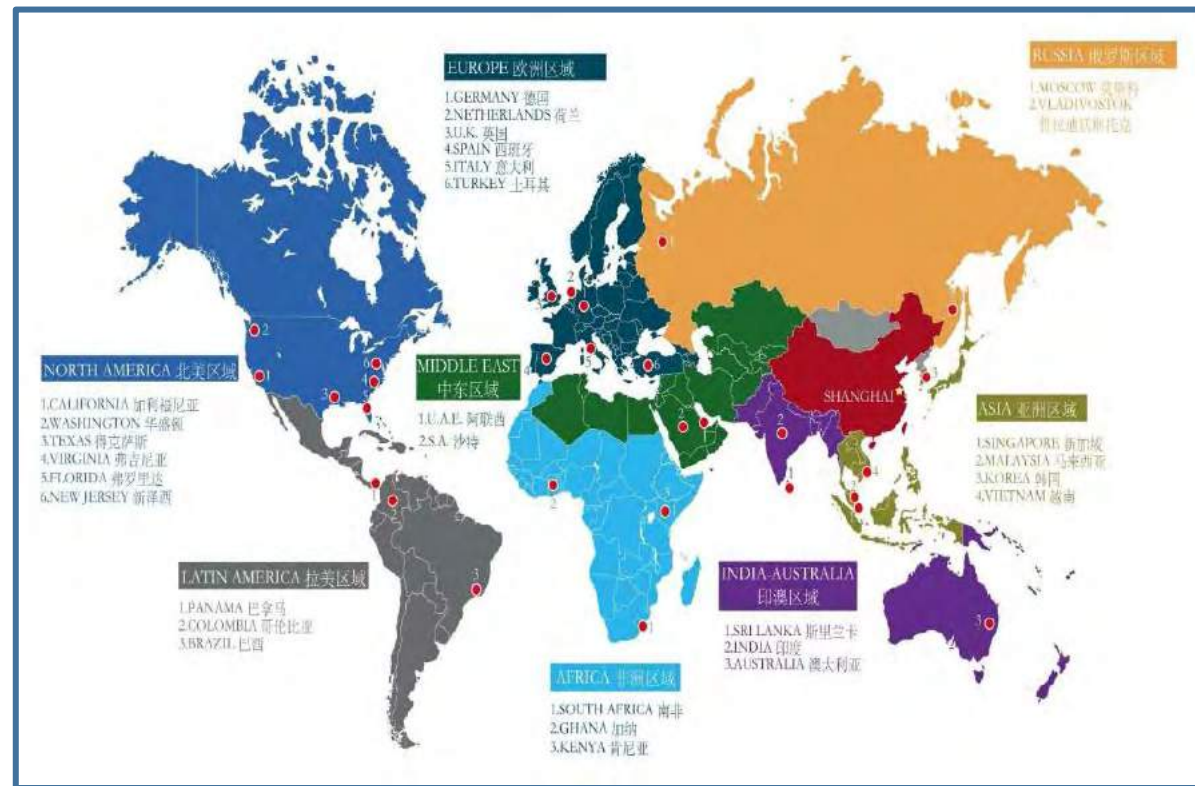 EUROPE 欧洲区域
1.GERMANY 德国
2.NETHERLANDS 荷兰
3.U.K. 英国
4.SPAIN 西班牙
5.ITALY 意大利
6.TURKEY 土耳其
RUSSIA 俄罗斯区域
1.MOSCOW 莫斯科
2.VLADIVOSTOK
NORTH AMERICA 北美区域
1.CALIFORNIA 加利福尼亚
2.WASHINGTON 华盛顿
3.TEXAS 得克萨斯
4.VIRGINIA 弗吉尼亚
5.FLORIDA 弗罗里达
6.NEW JERSEY 新泽西
MIDDLE EAST
中东区域
1.U.A.E. 阿联酋
2.S.A. 沙特
SHANGHAI
ASIA 亚洲区域
1.SINGAPORE 新加坡
2.MALAYSIA 马来西亚
3.KOREA 韩国
4.VIETNAM 越南
LATIN AMERICA 拉美区域
1.PANAMA 巴拿马
2.COLOMBIA 哥伦比亚
3.BRAZIL 巴西
INDIA-AUSTRALIA
印澳区域
1.SRI LANKA 斯里兰卡
2.INDIA 印度
3.AUSTRALIA 澳大利亚
AFRICA 非洲区域
1.SOUTH AFRICA 南非
2.GHANA 加纳
3.KENYA 肯尼亚